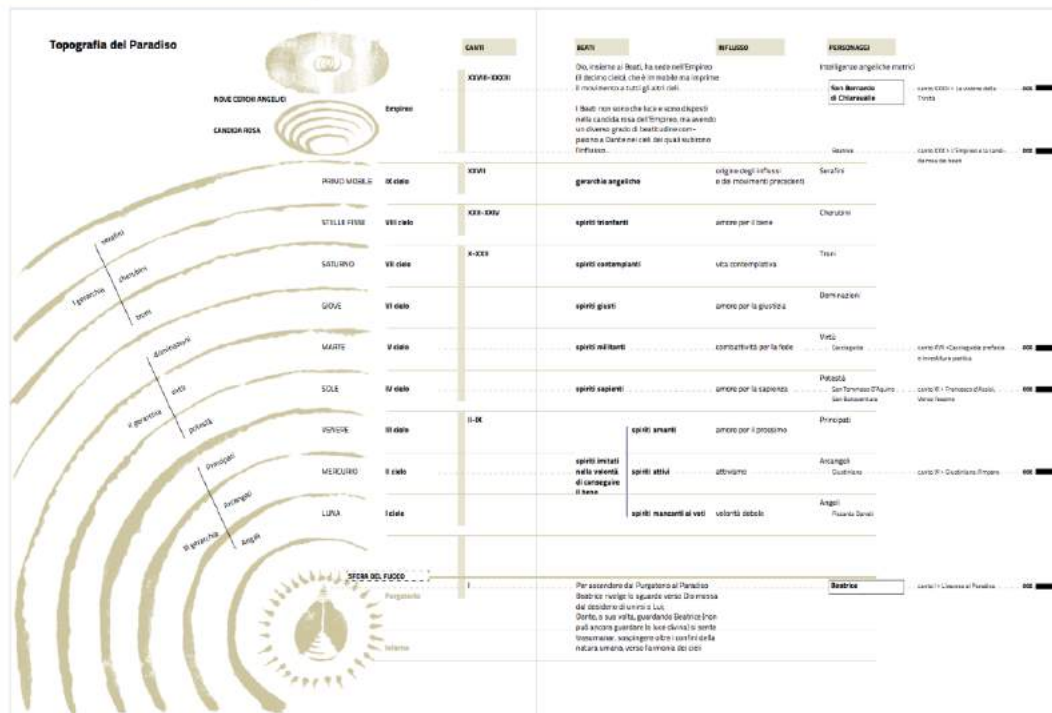 Topografia del Paradiso
CANTI
BEATI
INFLUSSO
PERSONAGGI
NOVE CERCHI ANGELICI
CANDIDA ROSA
Empireo
XXVIII-XXXIII
Dio, insieme ai Beati, ha sede nell'Empireo
(il decimo cielo), che è immobile ma imprime
il movimento a tutti gli altri cieli.
I Beati non sono che luce e sono disposti
nella candida rosa dell'Empireo, ma avendo
un diverso grado di beatitudine com-
paiono a Dante nei cieli dei quali subirono
l'influsso.
Intelligenze angeliche motrici
San Bernardo
di Chiaravalle
Trinità
PRIMO MOBILE
IX cielo
XXVII
gerarchie angeliche
origine degli influssi
e dei movimenti precedenti
Serafini
STELLE FISSE
VIII cielo
XXII-XXIV
spiriti trionfanti
amore per il bene
Cherubini
SATURNO
VII cielo
X-XXII
spiriti contemplanti
vita contemplativa
Troni
GIOVE
VI cielo
spiriti giusti
amore per la giustizia
Dominazioni
MARTE
V cielo
spiriti militanti
combattività per la fede
Virtù
Cacciaguida
SOLE
IV cielo
spiriti sapienti
amore per la sapienza
Potestà
San Tommaso D'Aquino
San Bonaventura
VENERE
III cielo
II-IX
spiriti amanti
amore per il prossimo
Principati
MERCURIO
II cielo
nella volontà
di conseguire
il bene
spiriti attivi
attivismo
Arcangeli
Giustiniano
LUNA
I cielo
spiriti mancanti ai voti
volontà debole
Angeli
Piccarda Donati
serafini
cherubini
troni
I gerarchia
dominazioni
virtù
potestà
II gerarchia
Principati
Arcangeli
Angeli
III gerarchia
SFERA DEL FUOCO
Purgatorio
Inferno
I
Per ascendere dal Purgatorio al Paradiso
Beatrice rivolge lo sguardo verso Dio mossa
dal desiderio di unirsi a Lui;
Dante, a sua volta, guardando Beatrice (non
può ancora guardare la luce divina) si sente
trasumanar, sospingere oltre i confini della
natura umana, verso l'armonia dei cieli
Beatrice